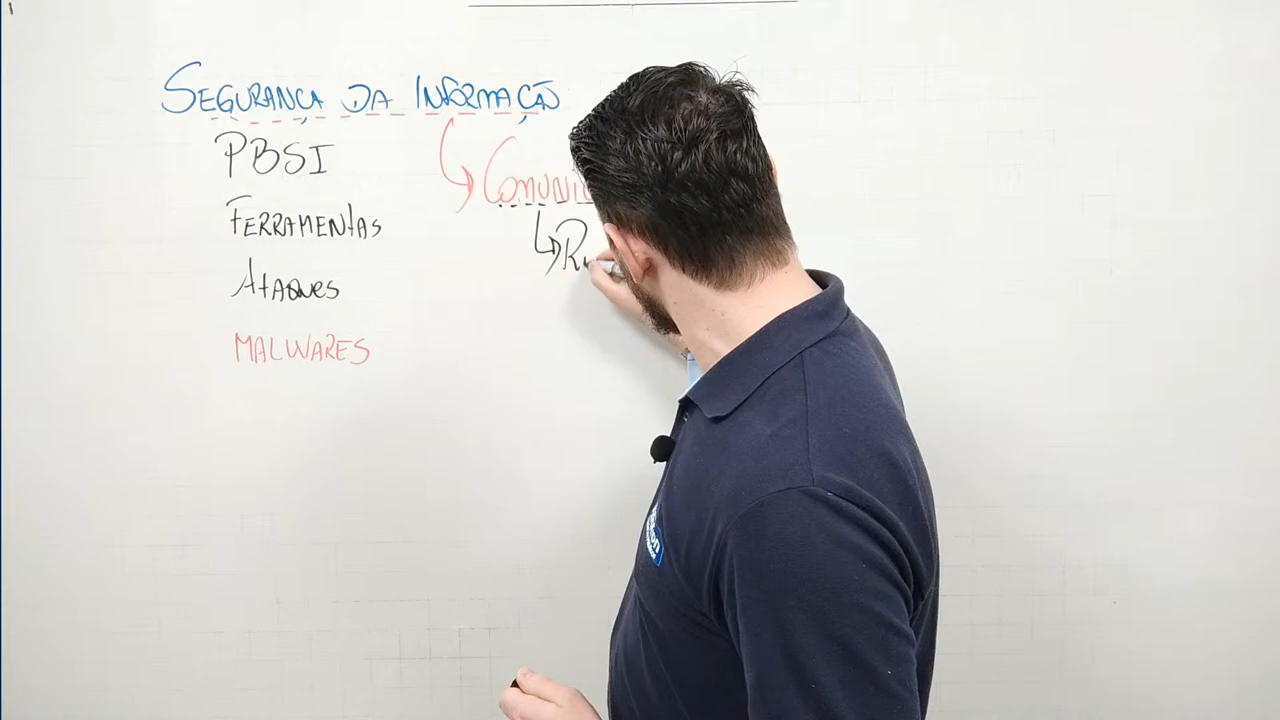 SEGURANÇA DA INFORMAÇÃO
PBSI
FERRAMENTAS
ATAQUES
MALWARES